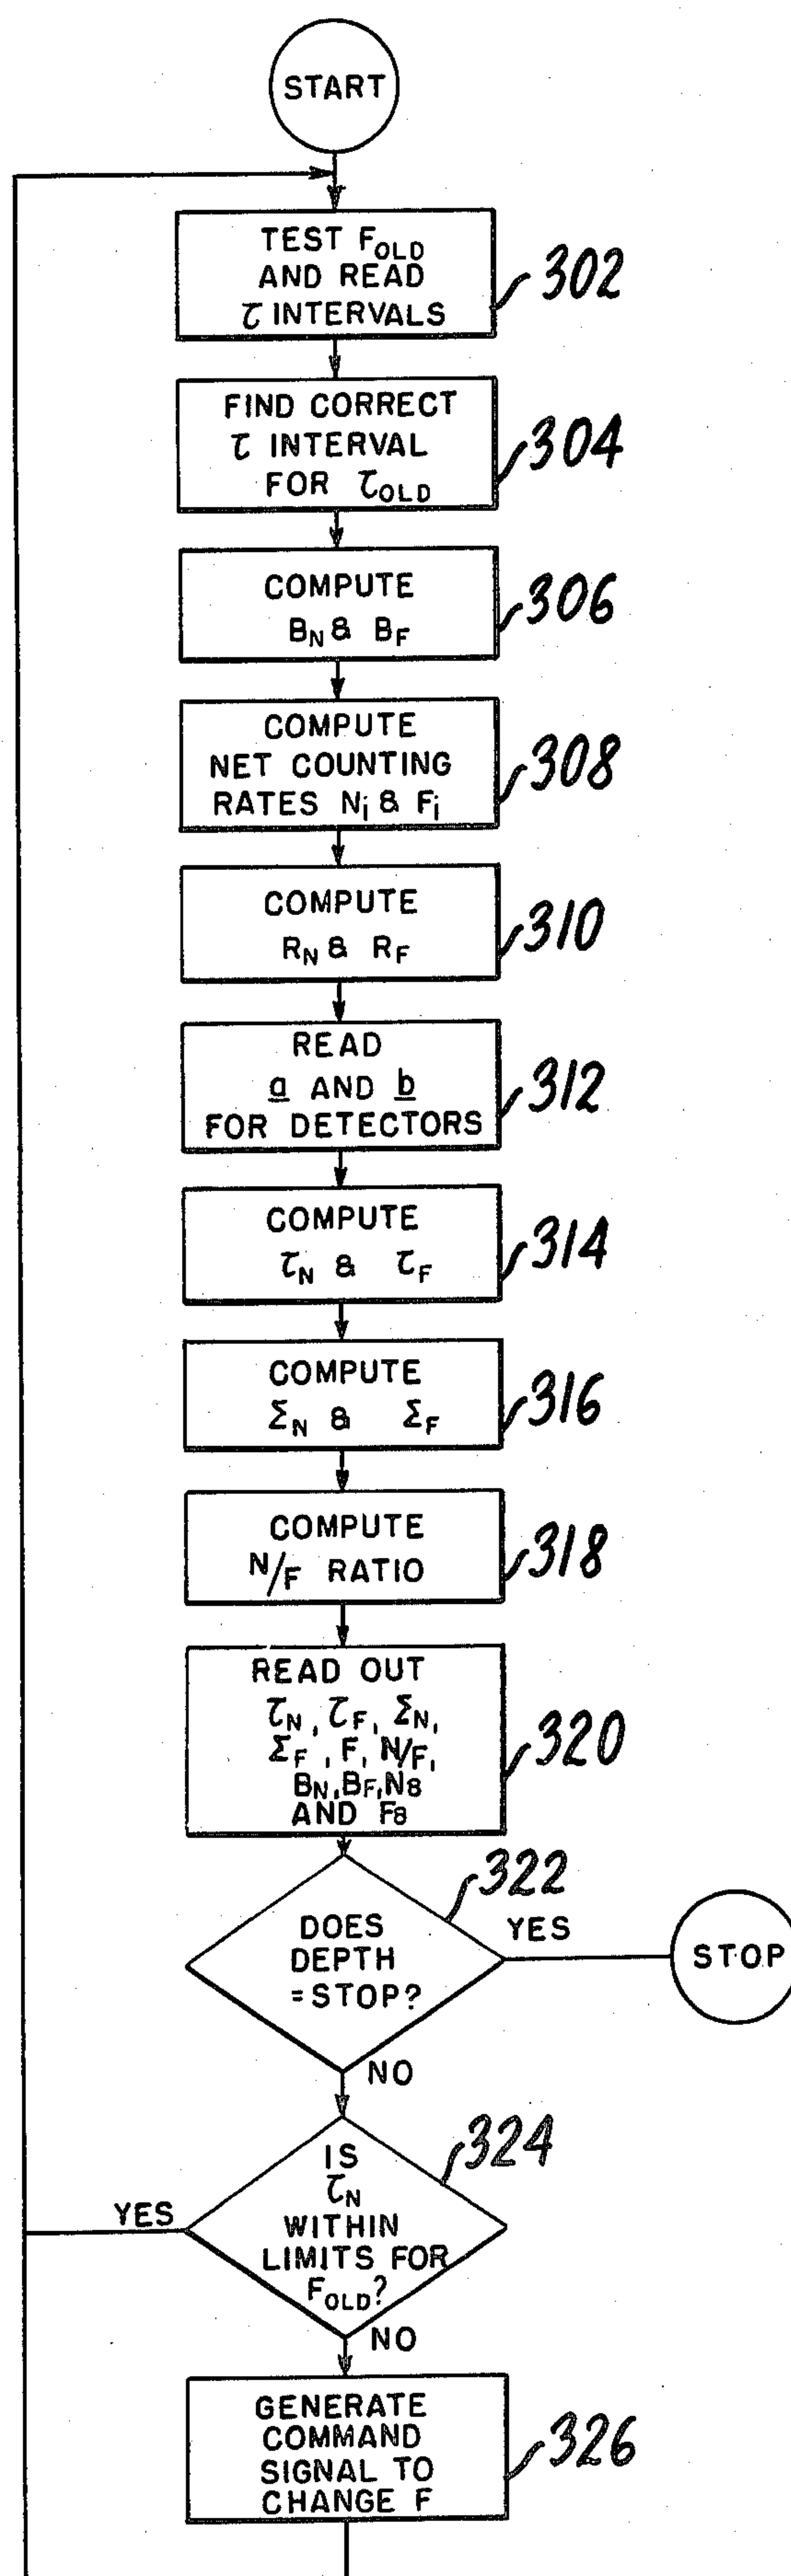 START
TEST F_OLD
AND READ
τ INTERVALS
302
FIND CORRECT
τ INTERVAL
FOR τ_OLD
304
COMPUTE
B_N & B_F
306
COMPUTE
NET COUNTING
RATES N_i & F_i
308
COMPUTE
R_N & R_F
310
READ
a AND b
FOR DETECTORS
312
COMPUTE
τ_N & τ_F
314
COMPUTE
Σ_N & Σ_F
316
COMPUTE
N/F RATIO
318
READ OUT
τ_N, τ_F, Σ_N,
Σ_F, F, N/F,
B_N, B_F, N_8
AND F_8
320
DOES
DEPTH
=STOP?
322
YES
STOP
NO
IS
τ_N
WITHIN
LIMITS FOR
F_OLD?
324
YES
NO
GENERATE
COMMAND
SIGNAL TO
CHANGE F
326